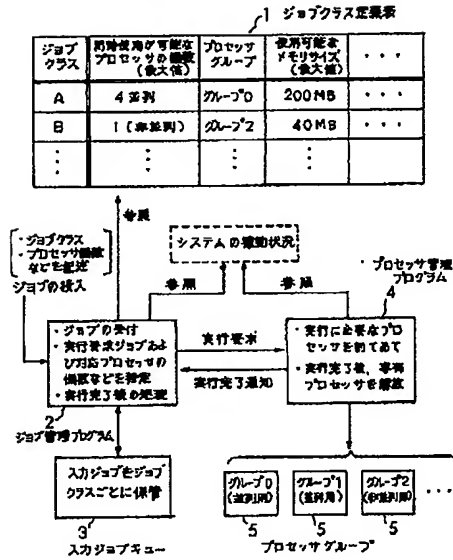 1 ジョブクラス定義表
ジョブクラス
同時使用が可能なプロセッサの個数(最大値)
プロセッサグループ
使用可能なメモリサイズ(最大値)
・・・
A
4並列
グループ0
200MB
・・・
B
1(非並列)
グループ2
40MB
・・・
参照
・ジョブクラス
・プロセッサ個数
などを記述
ジョブの投入
システムの稼動状況
参照
参照
プロセッサ管理
プログラム
4
・ジョブの受付
・実行要求ジョブおよ
び対応プロセッサの
個数などを指定
・実行完了後の処理
2
ジョブ管理プログラム
実行要求
実行完了通知
・実行に必要なプロ
セッサを割てあて
・実行完了後、専有
プロセッサを解放
入力ジョブをジョブ
クラスごとに保管
3
入力ジョブキュー
グループ0
(並列用)
グループ1
(並列用)
グループ2
(非並列用)
・・・
5
5
5
プロセッサグループ